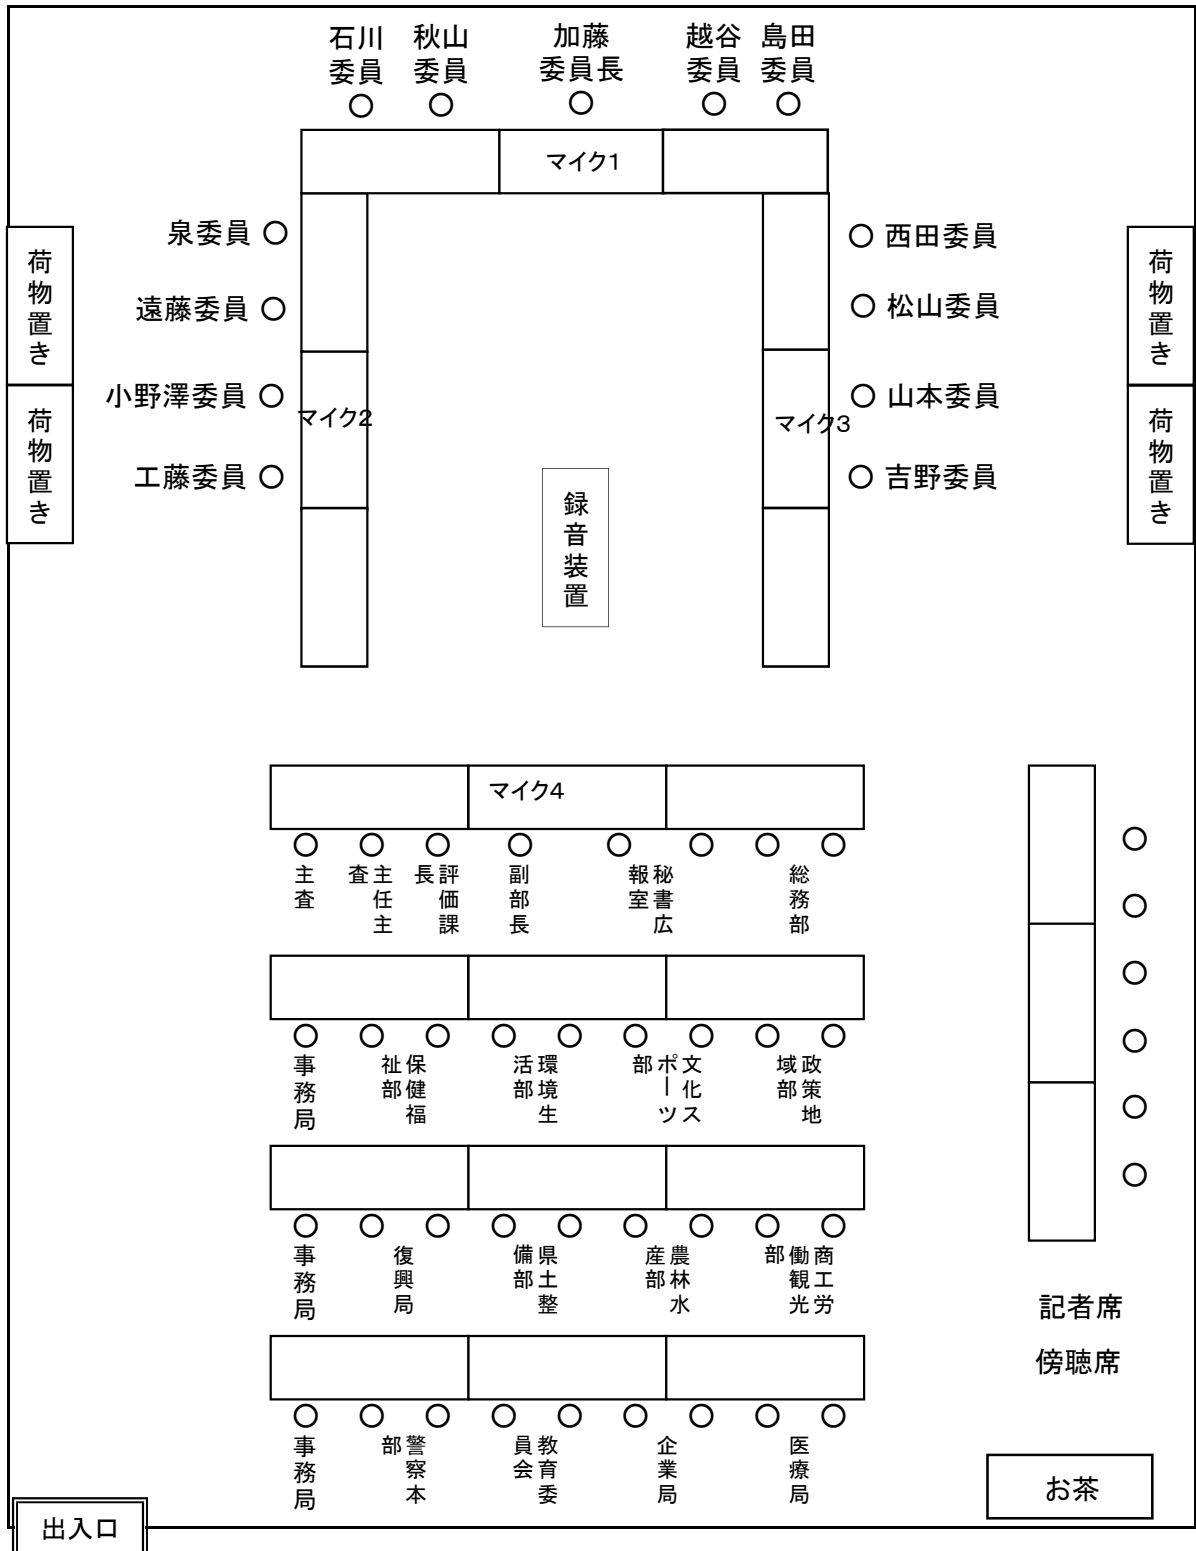 石川
委員
秋山
委員
加藤
委員長
越谷
委員
島田
委員
マイク1
泉委員
西田委員
荷物置き
荷物置き
遠藤委員
松山委員
小野澤委員
山本委員
マイク2
マイク3
荷物置き
荷物置き
工藤委員
吉野委員
録音装置
マイク4
主査
主任主
査
評価課
長
副部長
秘書広
報室
総務部
事務局
保健福
祉部
環境生
活部
文化ス
ポーツ
部
政策地
域部
事務局
復興局
県土整
備部
農林水
産部
商工労
働観光
部
記者席
傍聴席
事務局
警察本
部
教育委
員会
企業局
医療局
お茶
出入口